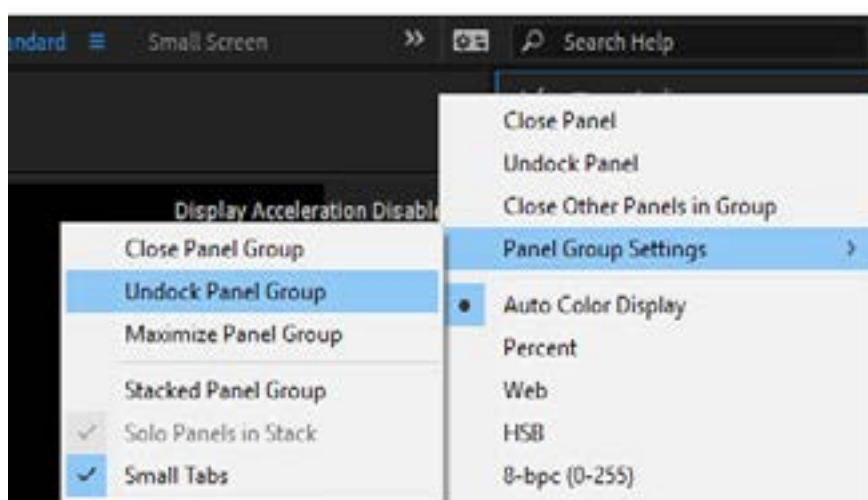 ndard Small Screen Search Help
Close Panel
Undock Panel
Close Other Panels in Group
Panel Group Settings
Auto Color Display
Percent
Web
HSB
8-bpc (0-255)
Display Acceleration Disable
Close Panel Group
Undock Panel Group
Maximize Panel Group
Stacked Panel Group
Solo Panels in Stack
Small Tabs